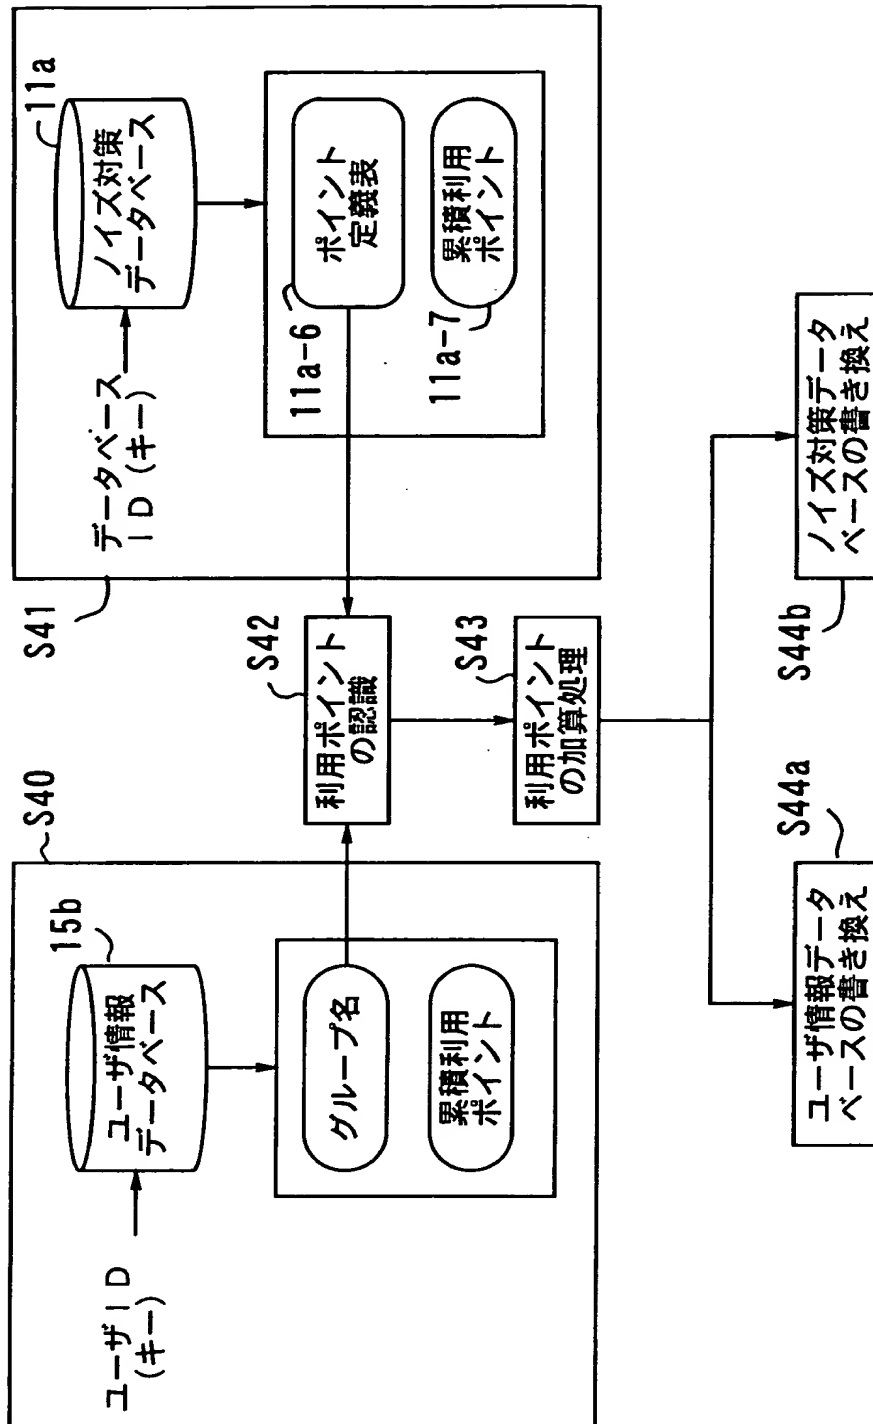 S40
ユーザID
(キー)
15b
ユーザ情報
データベース
グループ名
累積利用
ポイント
S41
データベース
ID(キー)
11a
ノイズ対策
データベース
11a-6
ポイント
定義表
11a-7
累積利用
ポイント
S42
利用ポイント
の認識
S43
利用ポイント
の加算処理
S44a
ユーザ情報データ
ベースの書き換え
S44b
ノイズ対策データ
ベースの書き換え